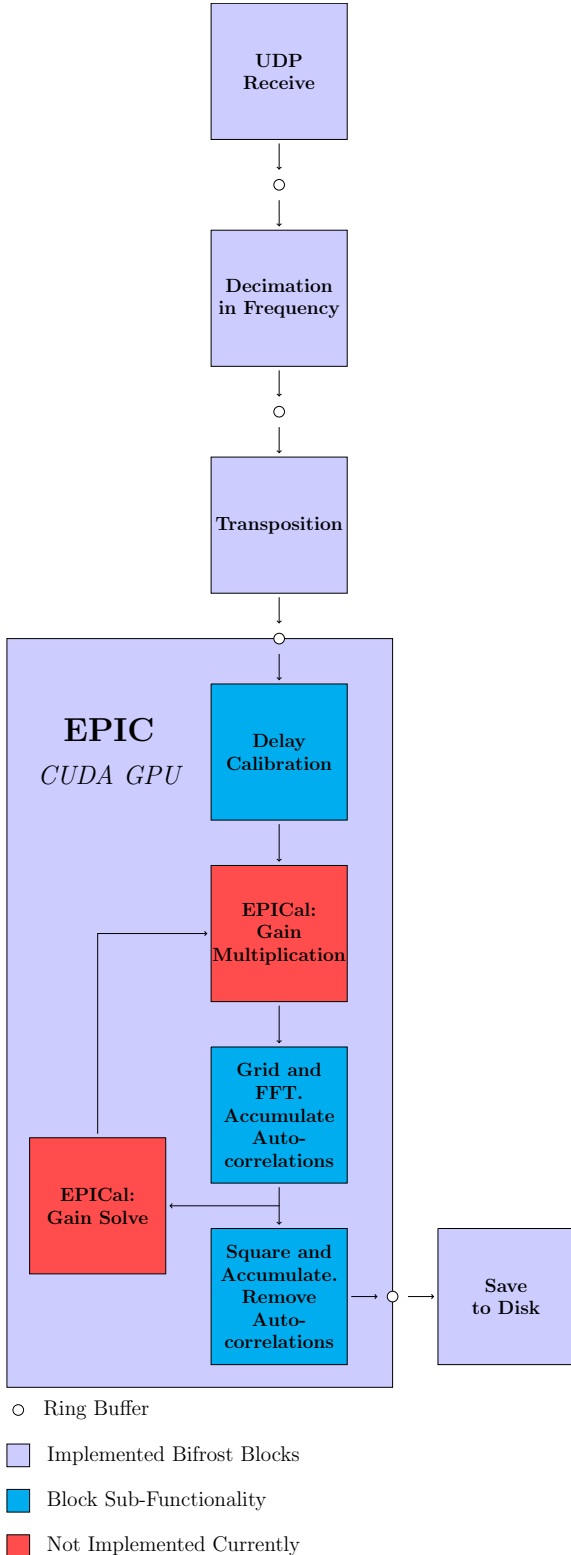 UDP
Receive
Decimation
in Frequency
Transposition
EPIC
CUDA GPU
Delay
Calibration
EPICal:
Gain
Multiplication
Grid and
FFT.
Accumulate
Auto-
correlations
EPICal:
Gain Solve
Square and
Accumulate.
Remove
Auto-
correlations
Save
to Disk
Ring Buffer
Implemented Bifrost Blocks
Block Sub-Functionality
Not Implemented Currently